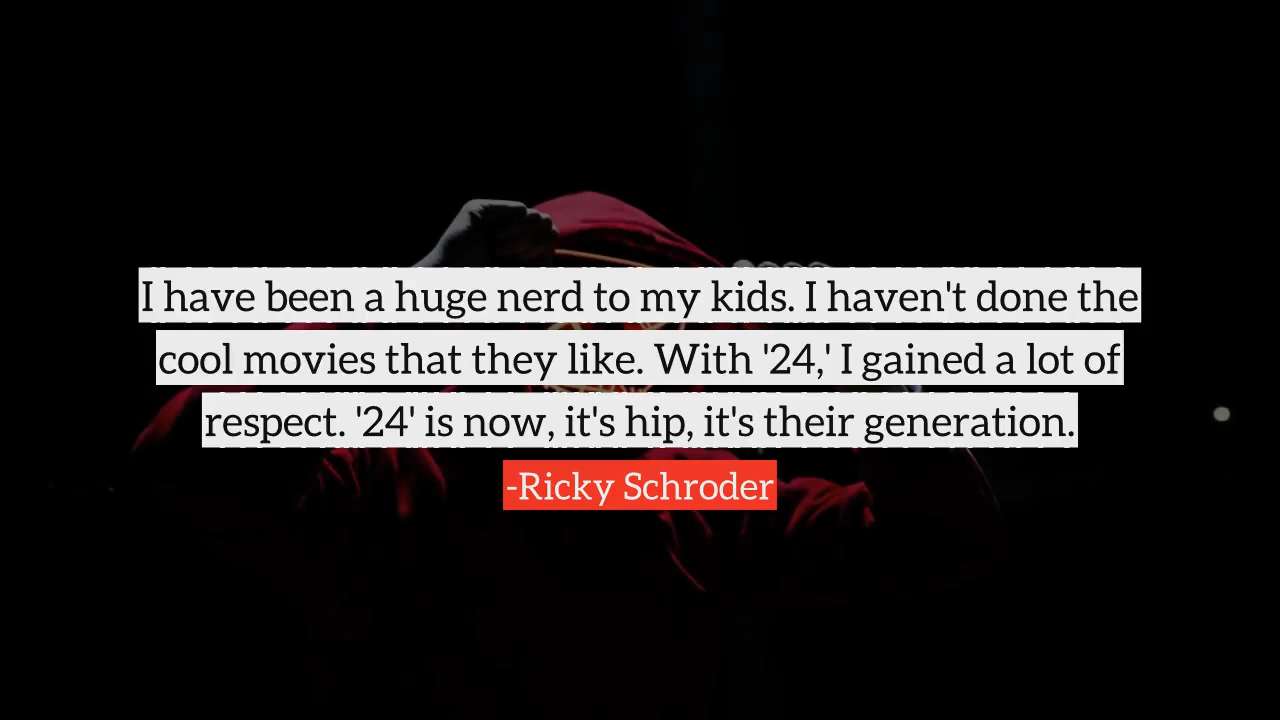 I have been a huge nerd to my kids. I haven't done the
cool movies that they like. With '24,' I gained a lot of
respect. '24' is now, it's hip, it's their generation.
-Ricky Schroder